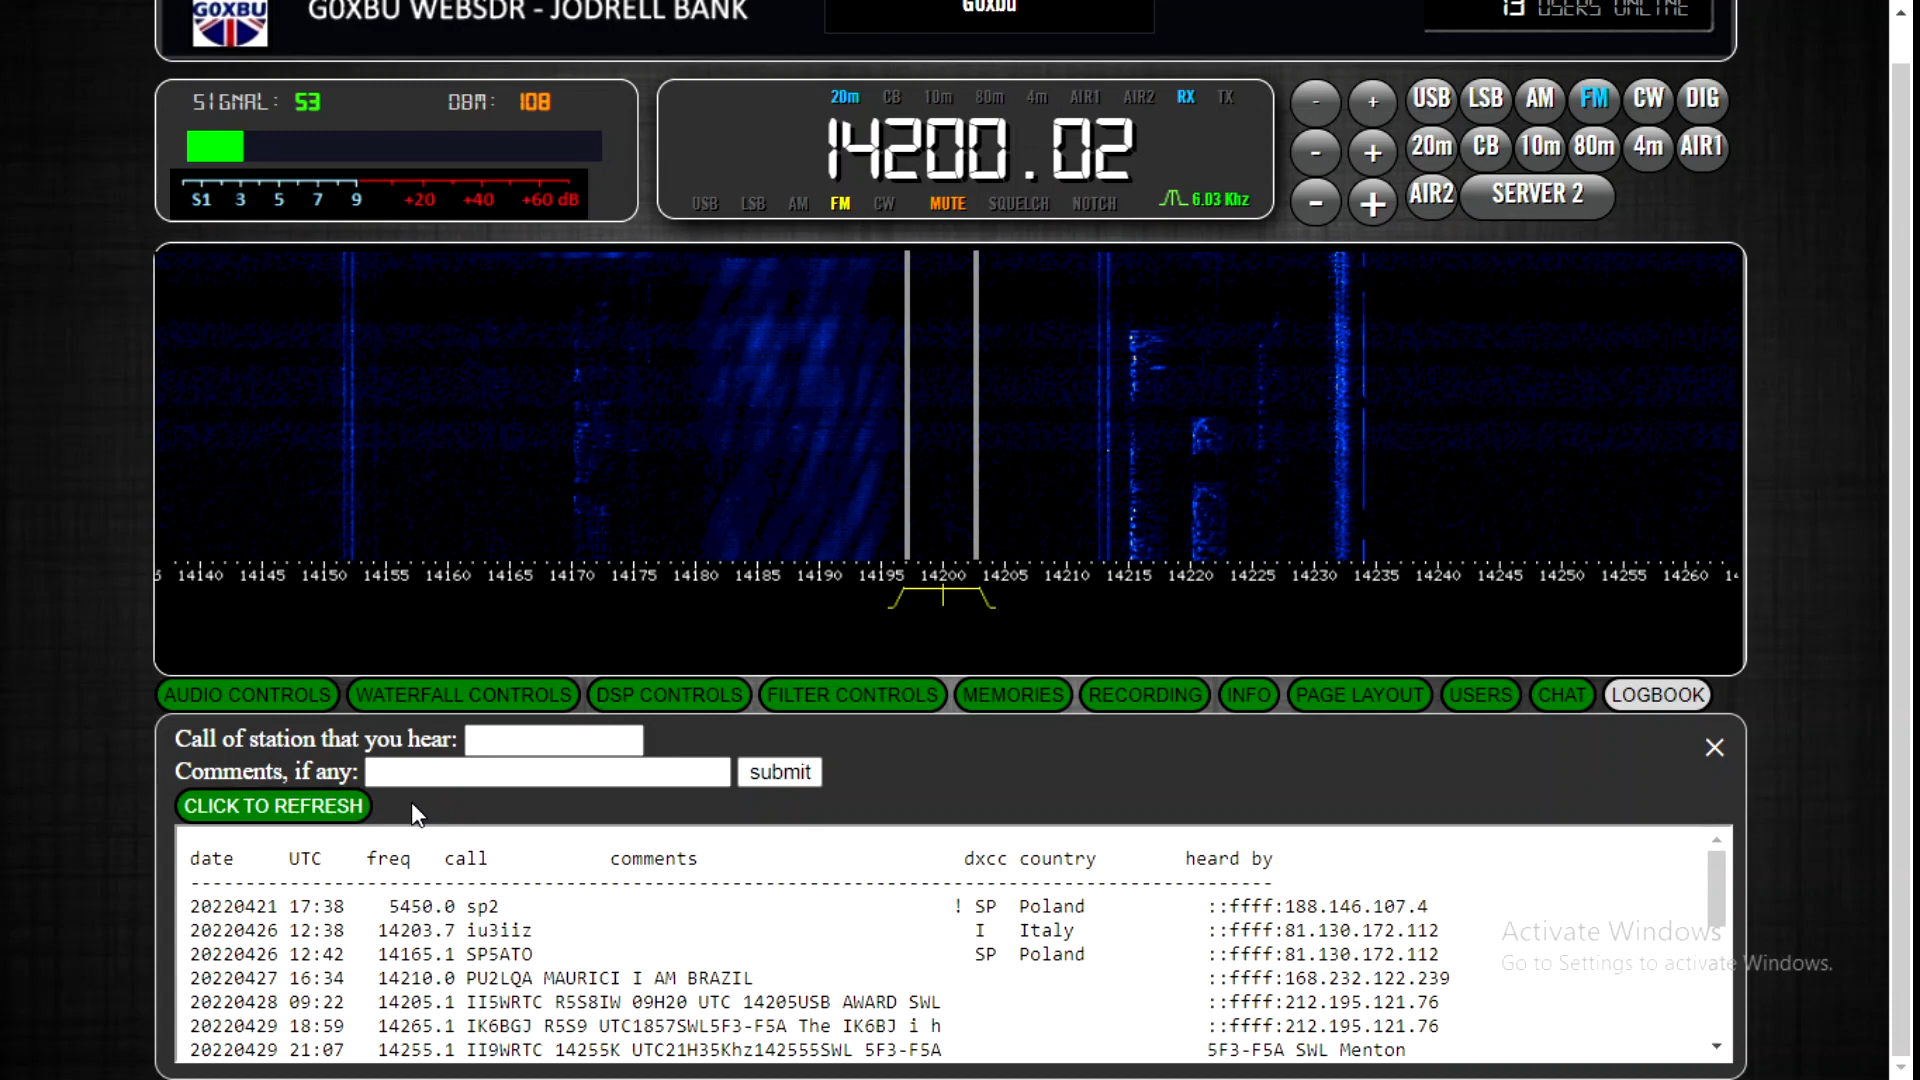 G0XBU
G0XBU WEBSDR - JODRELL BANK
G0xbu
13 USERS ONLINE
SIGNAL: S3 DBM: 108
S1 3 5 7 9 +20 +40 +60 dB
20m CB 10m 80m 4m AIR1 AIR2 RX TX
14200.02
USB LSB AM FM CW MUTE SQUELCH NOTCH 6.03 Khz
- + USB LSB AM FM CW DIG
- + 20m CB 10m 80m 4m AIR1
- + AIR2 SERVER 2
5 14140 14145 14150 14155 14160 14165 14170 14175 14180 14185 14190 14195 14200 14205 14210 14215 14220 14225 14230 14235 14240 14245 14250 14255 14260 14
AUDIO CONTROLS WATERFALL CONTROLS DSP CONTROLS FILTER CONTROLS MEMORIES RECORDING INFO PAGE LAYOUT USERS CHAT LOGBOOK
Call of station that you hear:
Comments, if any: submit
CLICK TO REFRESH
date UTC freq call comments dxcc country heard by
--------------------------------------------------------------------------------------------------
20220421 17:38 5450.0 sp2 ! SP Poland ::ffff:188.146.107.4
20220426 12:38 14203.7 iu3iiz I Italy ::ffff:81.130.172.112
20220426 12:42 14165.1 SP5ATO SP Poland ::ffff:81.130.172.112
20220427 16:34 14210.0 PU2LQA MAURICI I AM BRAZIL ::ffff:168.232.122.239
20220428 09:22 14205.1 II5WRTC R5S8IW 09H20 UTC 14205USB AWARD SWL ::ffff:212.195.121.76
20220429 18:59 14265.1 IK6BGJ R5S9 UTC1857SWL5F3-F5A The IK6BJ i h ::ffff:212.195.121.76
20220429 21:07 14255.1 II9WRTC 14255K UTC21H35Khz142555SWL 5F3-F5A 5F3-F5A SWL Menton
Activate Windows
Go to Settings to activate Windows.